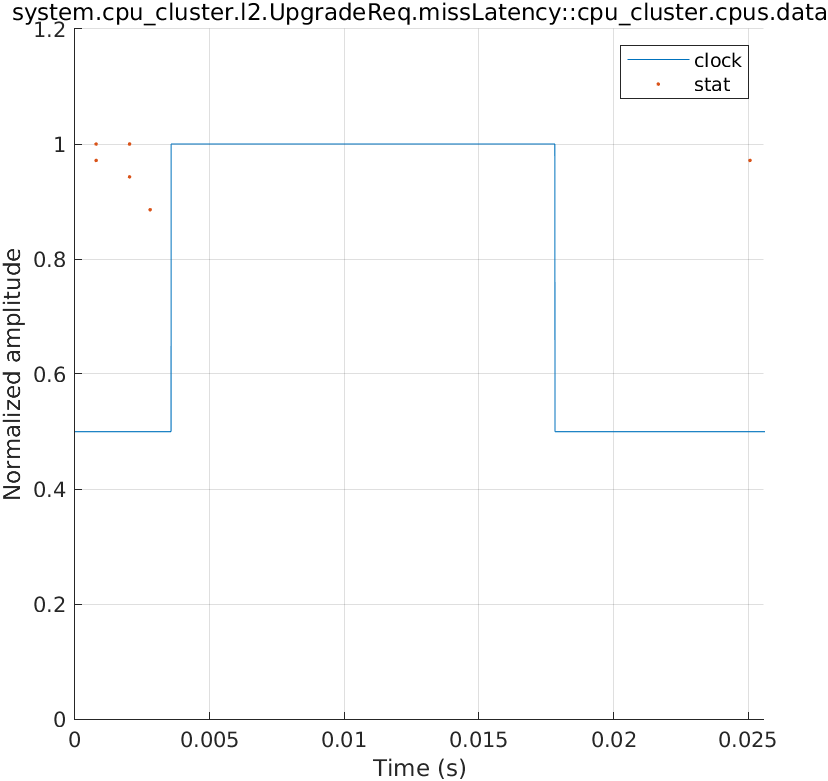 system.cpu_cluster.l2.UpgradeReq.missLatency::cpu_cluster.cpus.data
1.2
clock
stat
1
0.8
0.6
0.4
0.2
0
Normalized amplitude
0 0.005 0.01 0.015 0.02 0.025
Time (s)